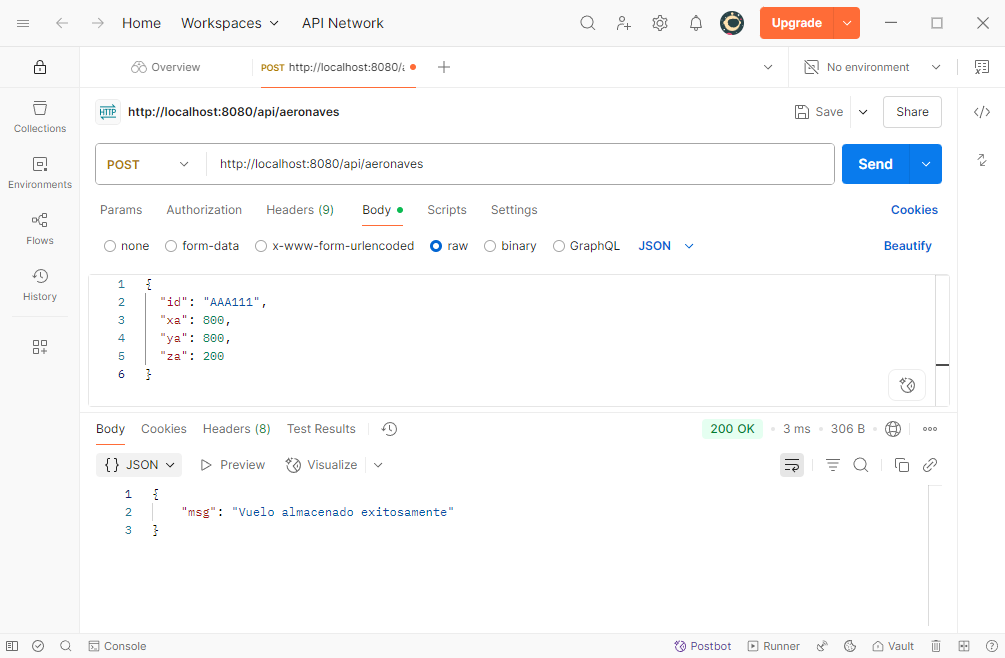 Home Workspaces API Network Upgrade
Overview POST http://localhost:8080/a No environment
HTTP http://localhost:8080/api/aeronaves Save Share
Collections
Environments
Flows
History
POST http://localhost:8080/api/aeronaves Send
Params Authorization Headers (9) Body Scripts Settings Cookies
none form-data x-www-form-urlencoded raw binary GraphQL JSON Beautify
1 {
2 "id": "AAA111",
3 "xa": 800,
4 "ya": 800,
5 "za": 200
6 }
Body Cookies Headers (8) Test Results 200 OK • 3 ms • 306 B •
{} JSON Preview Visualize
1 {
2 "msg": "Vuelo almacenado exitosamente"
3 }
Console Postbot Runner Vault